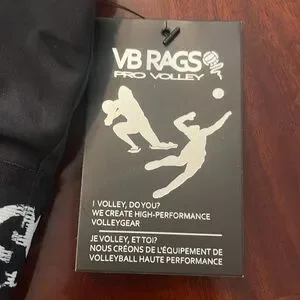 VB RAGS
PRO VOLLEY
I VOLLEY, DO YOU?
WE CREATE HIGH-PERFORMANCE
VOLLEYGEAR
JE VOLLEY, ET TOI?
NOUS CRÉONS DE L'ÉQUIPEMENT DE
VOLLEYBALL HAUTE PERFORMANCE